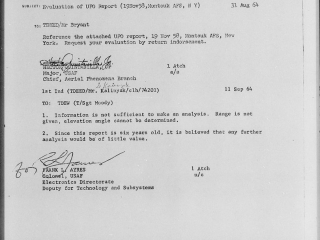 Evaluation of UFO Report (19Nov58,Montauk AFS, N Y) 31 Aug 64
TO: TDEED/Mr Bryant
Reference the attached UFO report, 19 Nov 58, Montauk AFS, New
York. Request your evaluation by return indorsement.
Major, USAF
1 Atch
n/c
Chief, Aerial Phenomena Branch
1st Ind (TDEED/Mr. /clh/74203) 11 Sep 64
TO: TDEW (T/Sgt Moody)
1. Information is not sufficient to make an analysis. Range is not
given, elevation angle cannot be determined.
2. Since this report is six years old, it is believed that any further
analysis would be of little value.
for
FRANK L. AYRES
Colonel, USAF
Electronics Directorate
Deputy for Technology and Subsystems
1 Atch
n/c